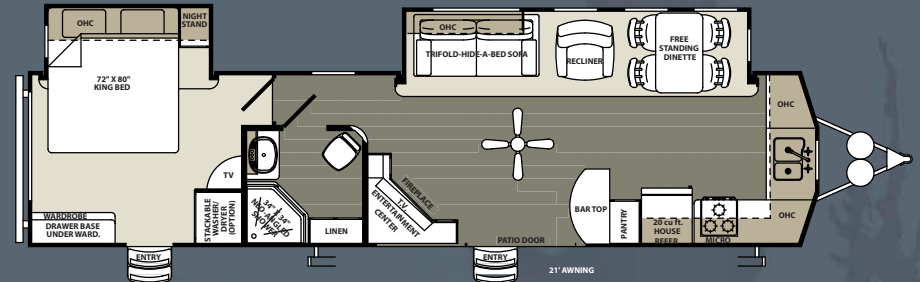 OHC
NIGHT
STAND
72" X 80"
KING BED
OHC
TRIFOLD-HIDE-A-BED SOFA
RECLINER
FREE
STANDING
DINETTE
OHC
TV
WARDROBE
DRAWER BASE
UNDER WARD.
STACKABLE
WASHER/
DRYER
(OPTION)
34" X 34"
NEO-ANGLED
SHOWER
LINEN
FIREPLACE
T.V.
ENTERTAINMENT
CENTER
BAR TOP
PANTRY
20 cu ft.
HOUSE
REFER
MICRO
OHC
PATIO DOOR
ENTRY
ENTRY
21' AWNING